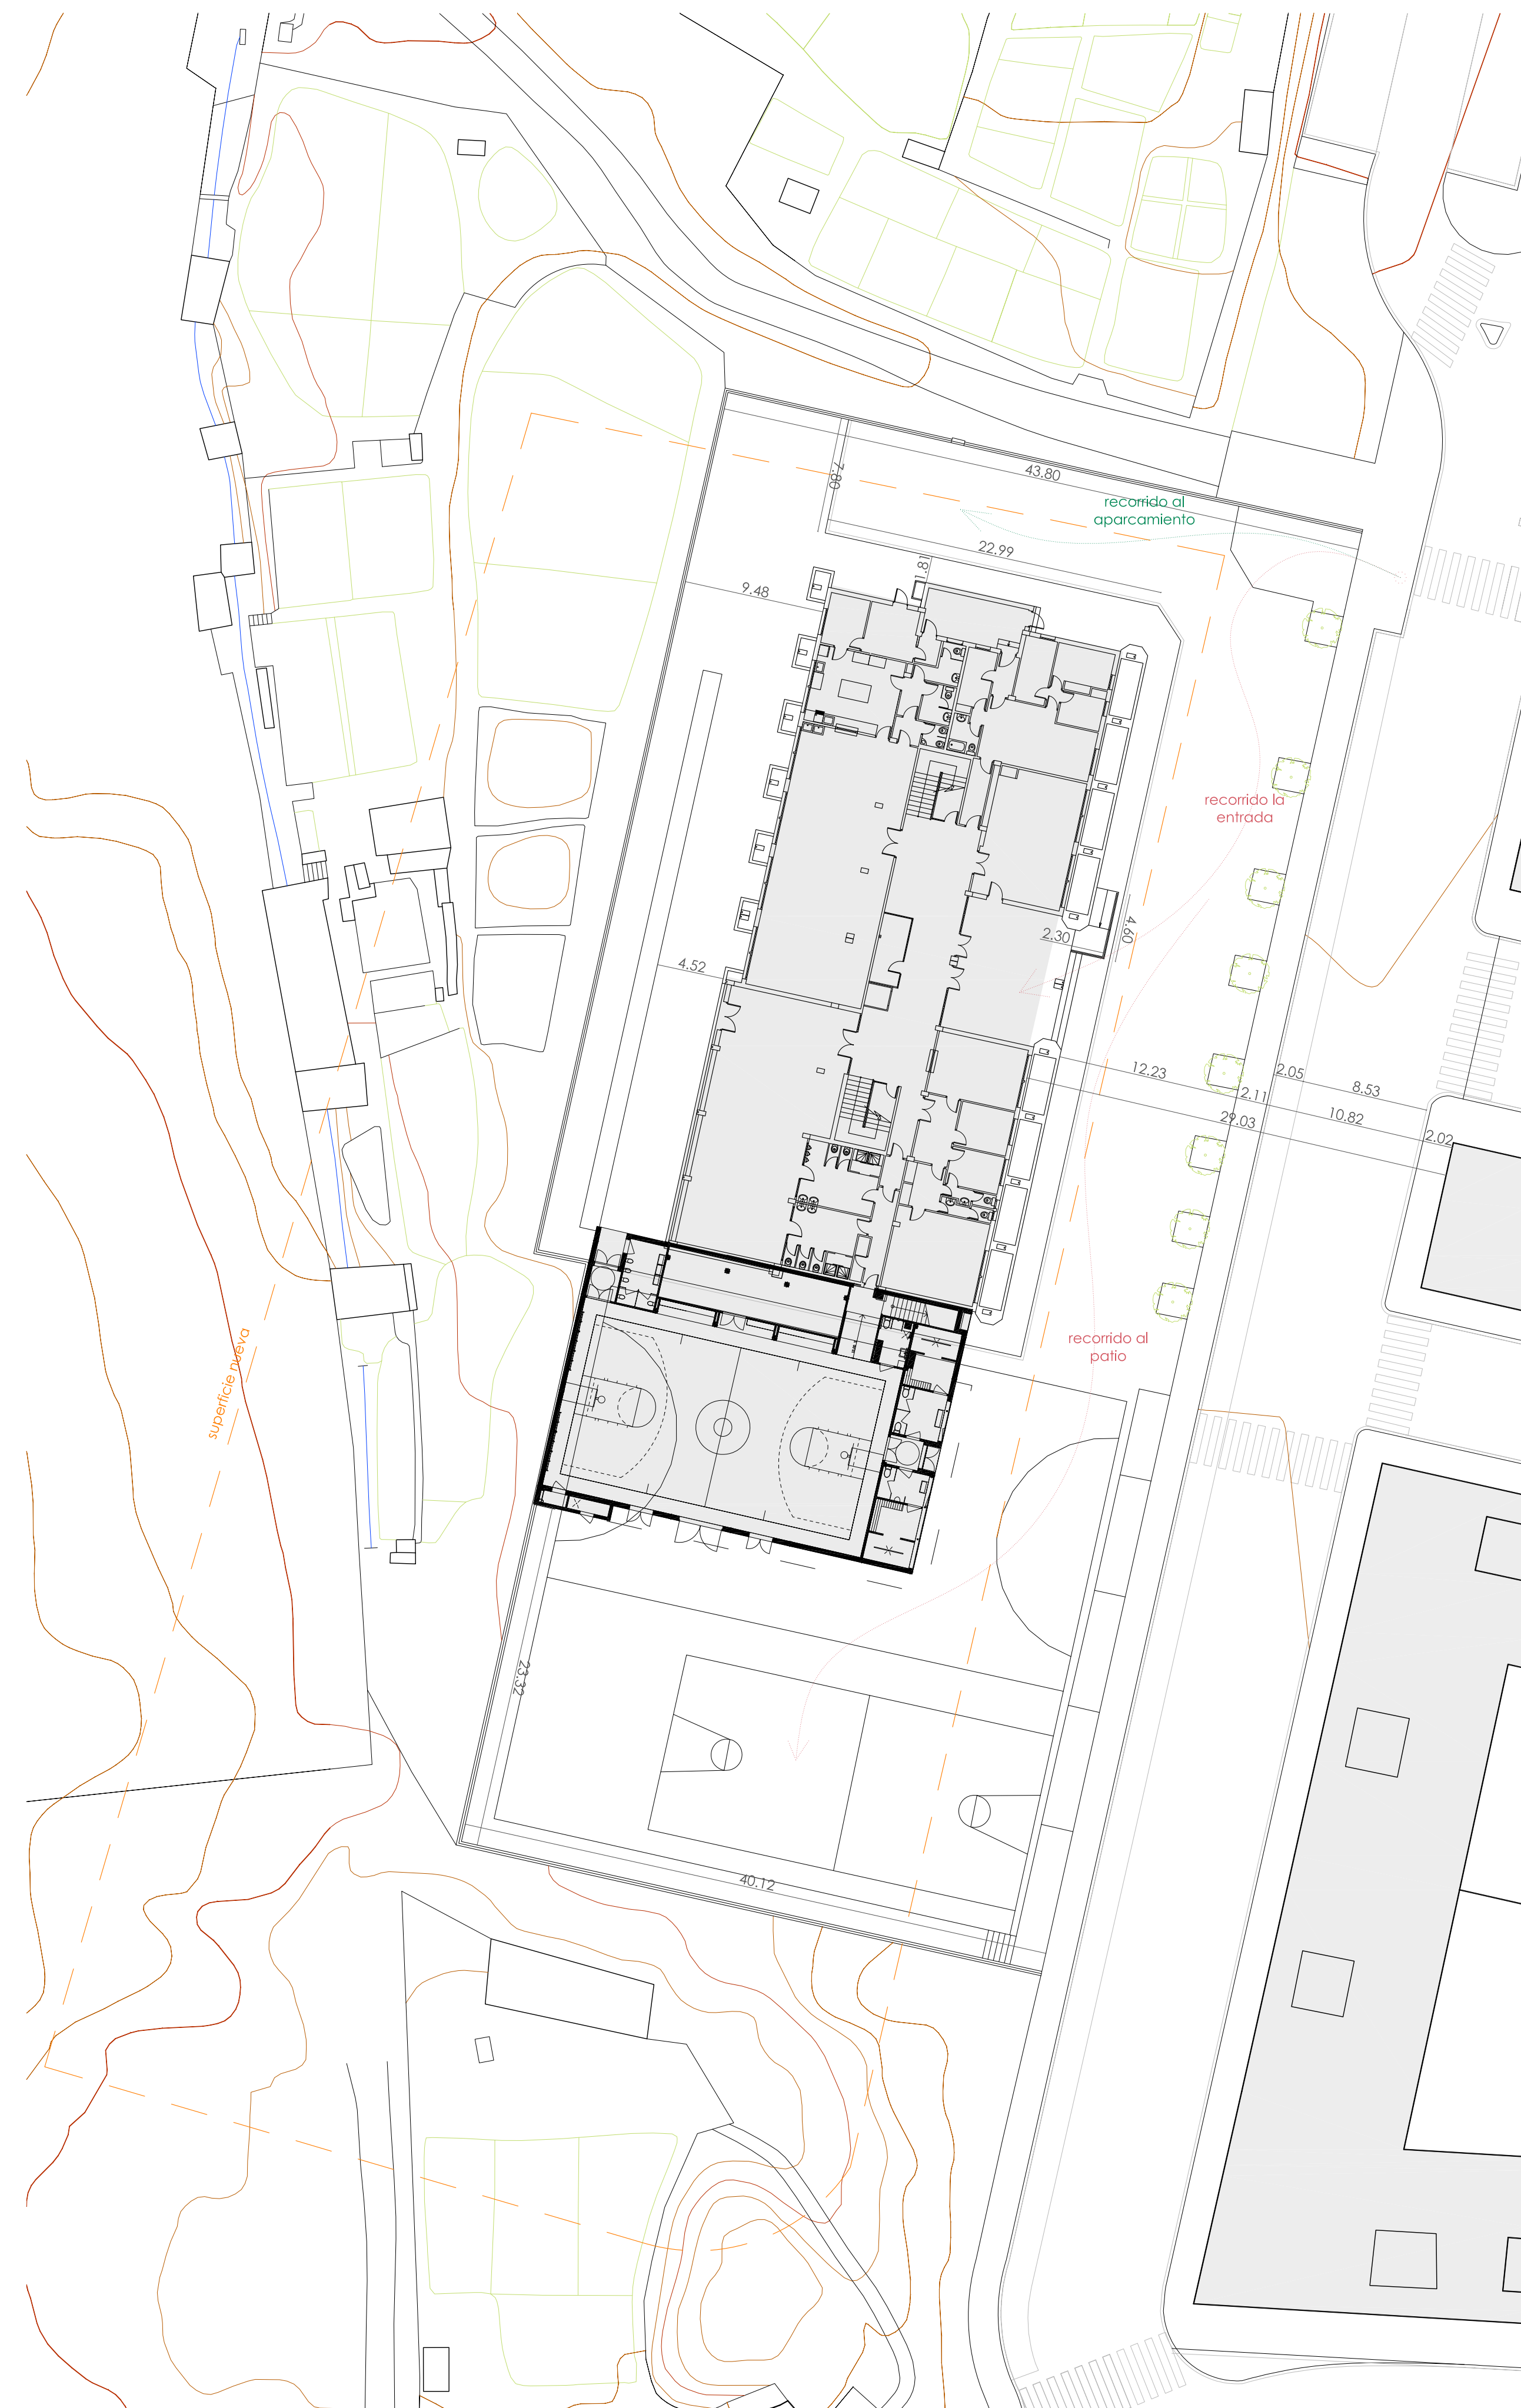 43.80
7.80
recorrido al
aparcamiento
22.99
1.81
9.48
recorrido la
entrada
4.60
2.30
4.52
12.23
2.05
8.53
2.11
10.82
29.03
2.02
superficie nueva
recorrido al
patio
23.32
40.12